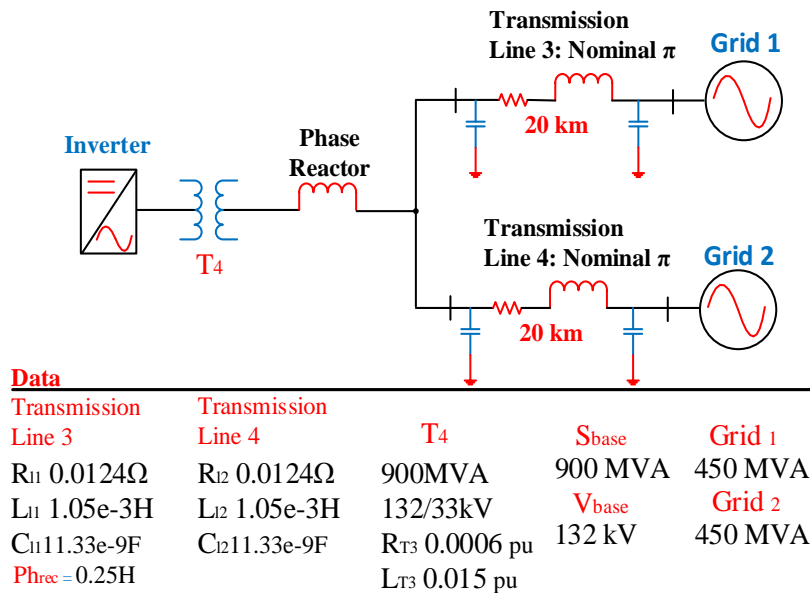 Transmission
Line 3: Nominal π
Grid 1
20 km
Phase
Reactor
Inverter
T4
Transmission
Line 4: Nominal π
Grid 2
20 km
Data
Transmission
Line 3
Rl1 0.0124Ω
Ll1 1.05e-3H
Cl111.33e-9F
Phrec = 0.25H
Transmission
Line 4
Rl2 0.0124Ω
Ll2 1.05e-3H
Cl211.33e-9F
T4
900MVA
132/33kV
RT3 0.0006 pu
LT3 0.015 pu
Sbase
900 MVA
Vbase
132 kV
Grid 1
450 MVA
Grid 2
450 MVA